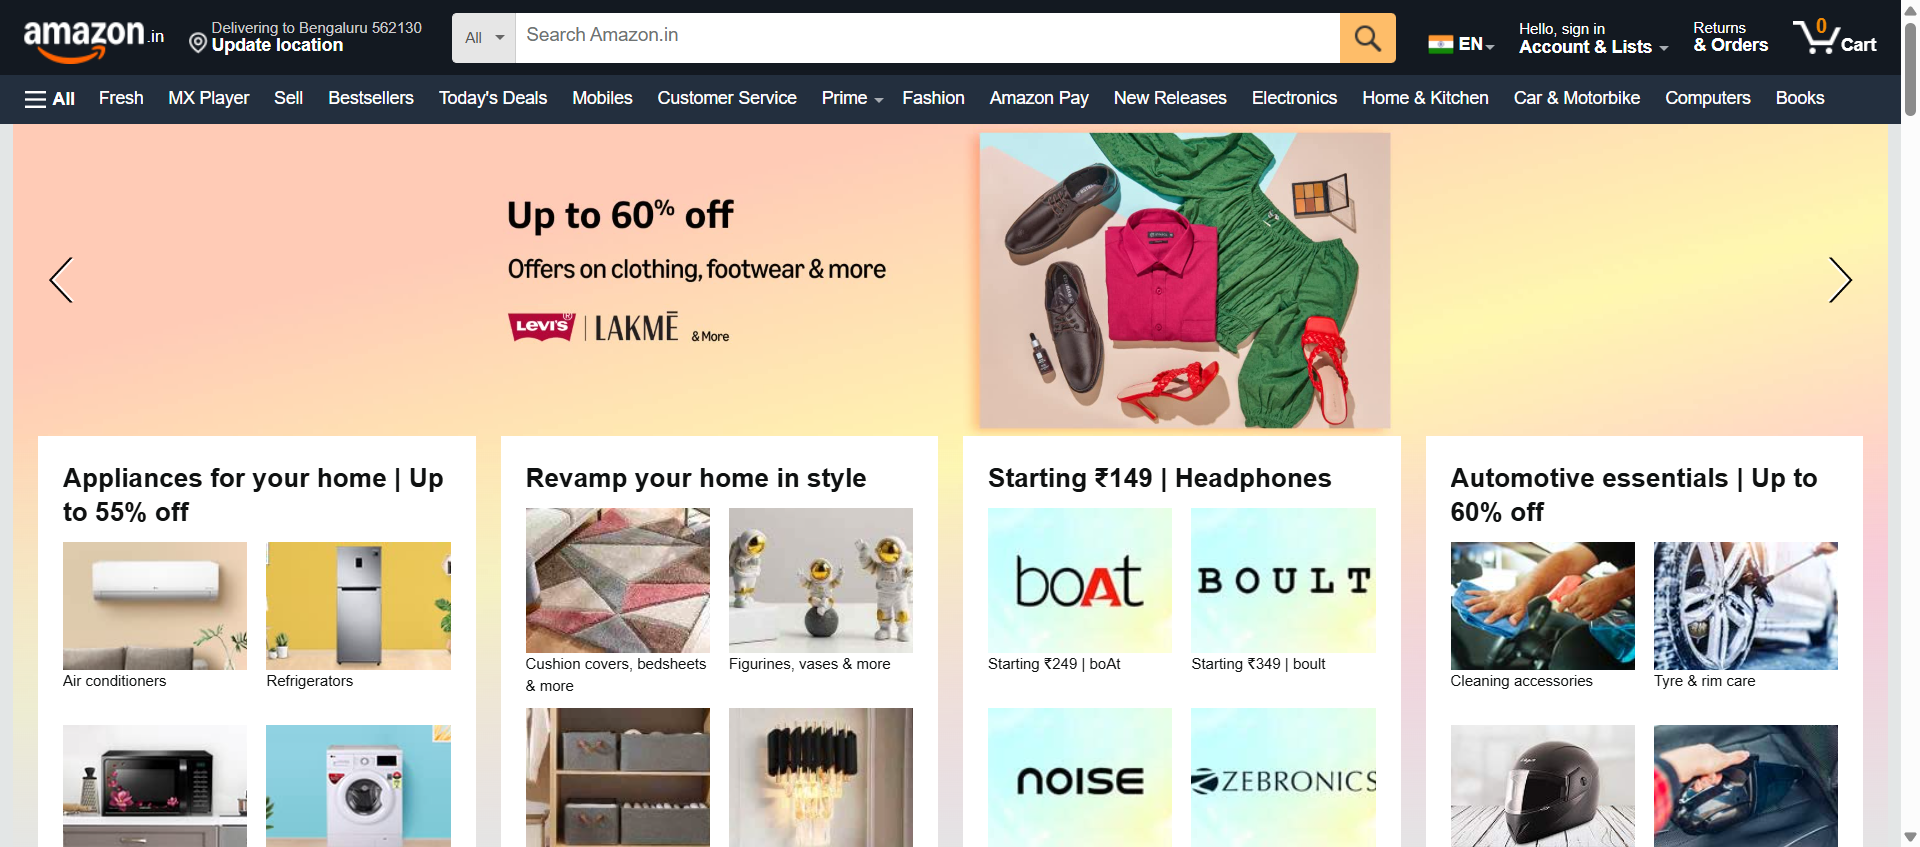 amazon.in
Delivering to Bengaluru 562130
Update location
All
Search Amazon.in
EN
Hello, sign in
Account & Lists
Returns
& Orders
0
Cart
All
Fresh
MX Player
Sell
Bestsellers
Today's Deals
Mobiles
Customer Service
Prime
Fashion
Amazon Pay
New Releases
Electronics
Home & Kitchen
Car & Motorbike
Computers
Books
Up to 60% off
Offers on clothing, footwear & more
LEVI'S® | LAKMĒ & More
Appliances for your home | Up
to 55% off
Air conditioners
Refrigerators
Revamp your home in style
Cushion covers, bedsheets
& more
Figurines, vases & more
Starting ₹149 | Headphones
boAt
BOULT
Starting ₹249 | boAt
Starting ₹349 | boult
noise
ZEBRONICS
Automotive essentials | Up to
60% off
Cleaning accessories
Tyre & rim care